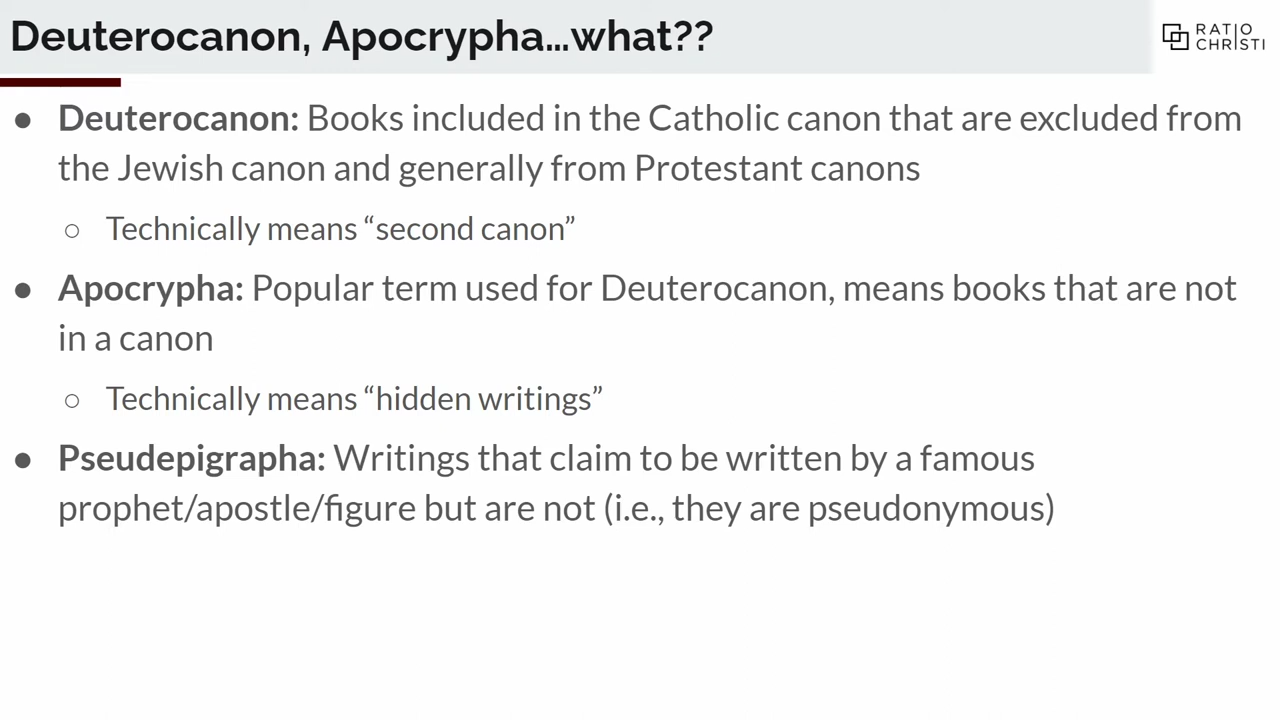 Deuterocanon, Apocrypha...what??
RATIO
CHRISTI
● Deuterocanon: Books included in the Catholic canon that are excluded from
the Jewish canon and generally from Protestant canons
○ Technically means “second canon”
● Apocrypha: Popular term used for Deuterocanon, means books that are not
in a canon
○ Technically means “hidden writings”
● Pseudepigrapha: Writings that claim to be written by a famous
prophet/apostle/figure but are not (i.e., they are pseudonymous)